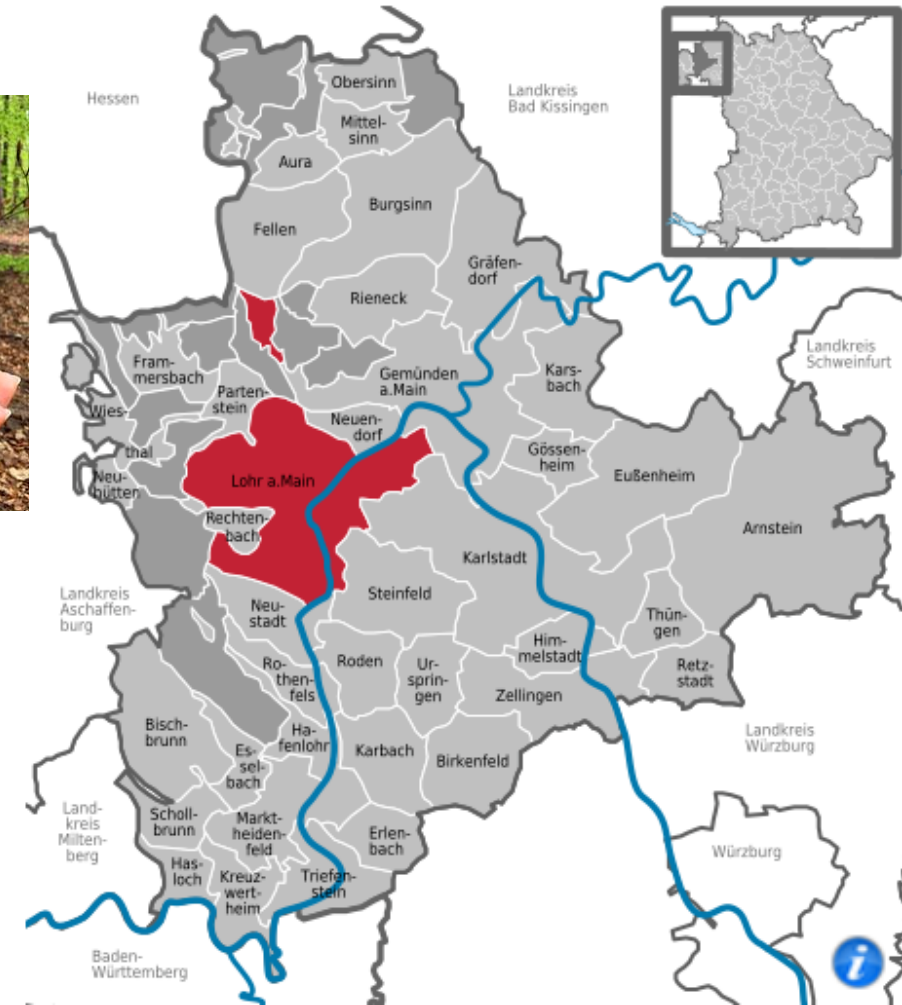 Hessen
Landkreis
Bad Kissingen
Obersinn
Mittel-
sinn
Aura
Burgsinn
Fellen
Gräfen-
dorf
Rieneck
Landkreis
Schweinfurt
Fram-
mersbach
Gemünden
a.Main
Kars-
bach
Parten-
stein
Wies-
thal
Neuen-
dorf
Gössen-
heim
Eußenheim
Neu-
hütten
Lohr a.Main
Rechten-
bach
Arnstein
Karlstadt
Landkreis
Aschaffen-
burg
Neu-
stadt
Steinfeld
Thün-
gen
Him-
melstadt
Ro-
then-
fels
Roden
Ur-
sprin-
gen
Retz-
stadt
Zellingen
Bisch-
brunn
Ha-
fenlohr
Es-
sel-
bach
Karbach
Birkenfeld
Landkreis
Würzburg
Land-
kreis
Milten-
berg
Scholl-
brunn
Markt-
heiden-
feld
Erlen-
bach
Has-
loch
Kreuz-
wert-
heim
Triefen-
stein
Würzburg
Baden-
Württemberg
i